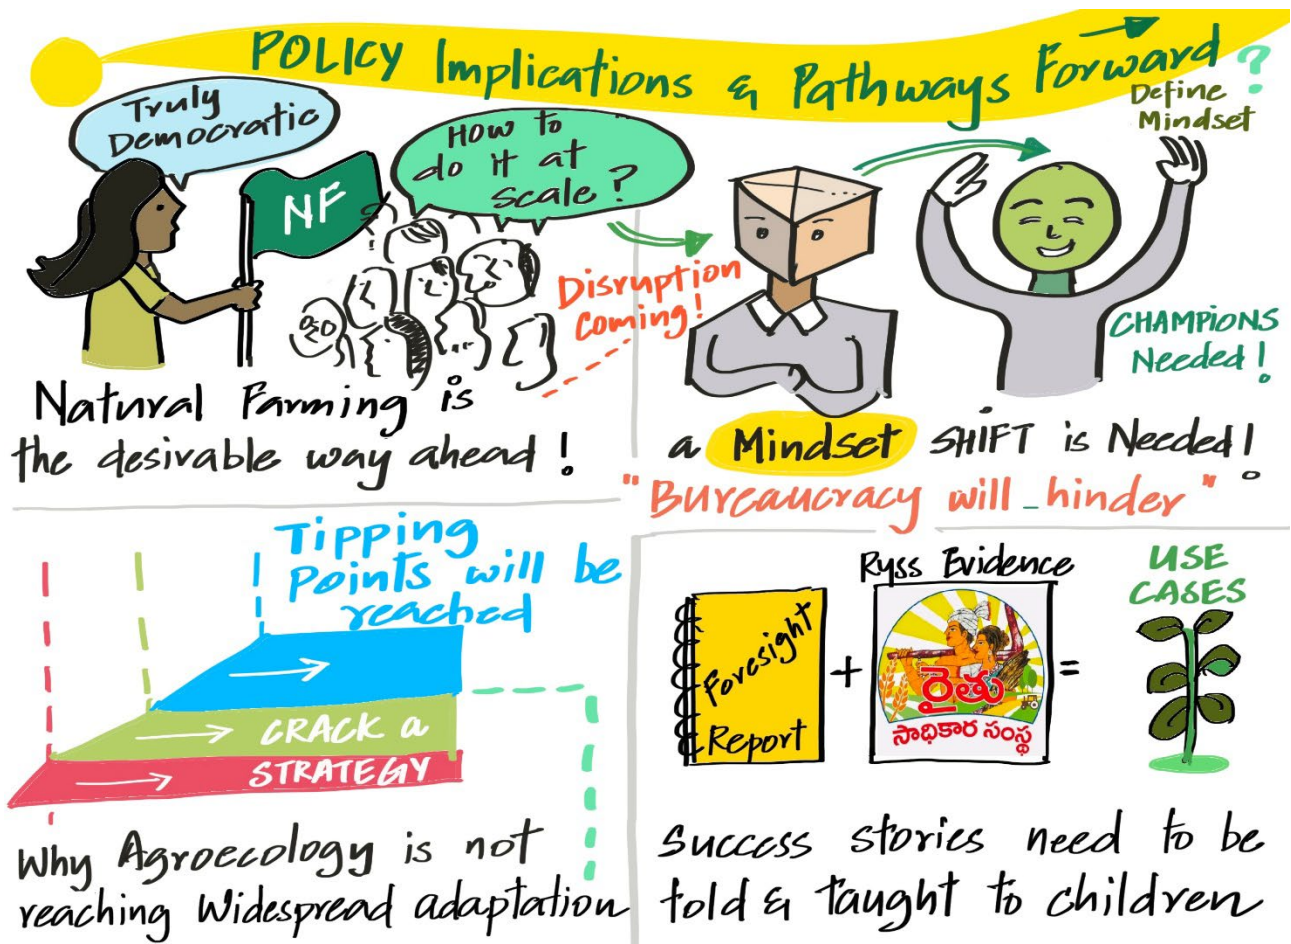 POLICY Implications & Pathways Forward ?
Truly
Democratic
NF
How to
do it at
scale?
Disruption
Coming!
Natural Farming is
the desirable way ahead!
Define
Mindset
CHAMPIONS
Needed!
a Mindset SHIFT is Needed!
"Bureaucracy will_hinder"
Tipping
Points will be
reached
CRACK a
STRATEGY
Why Agroecology is not
reaching Widespread adaptation
Foresight
Report
+
Ryss Evidence
రైతు
సాధికార సంస్థ
=
USE
CASES
Success stories need to be
told & taught to children